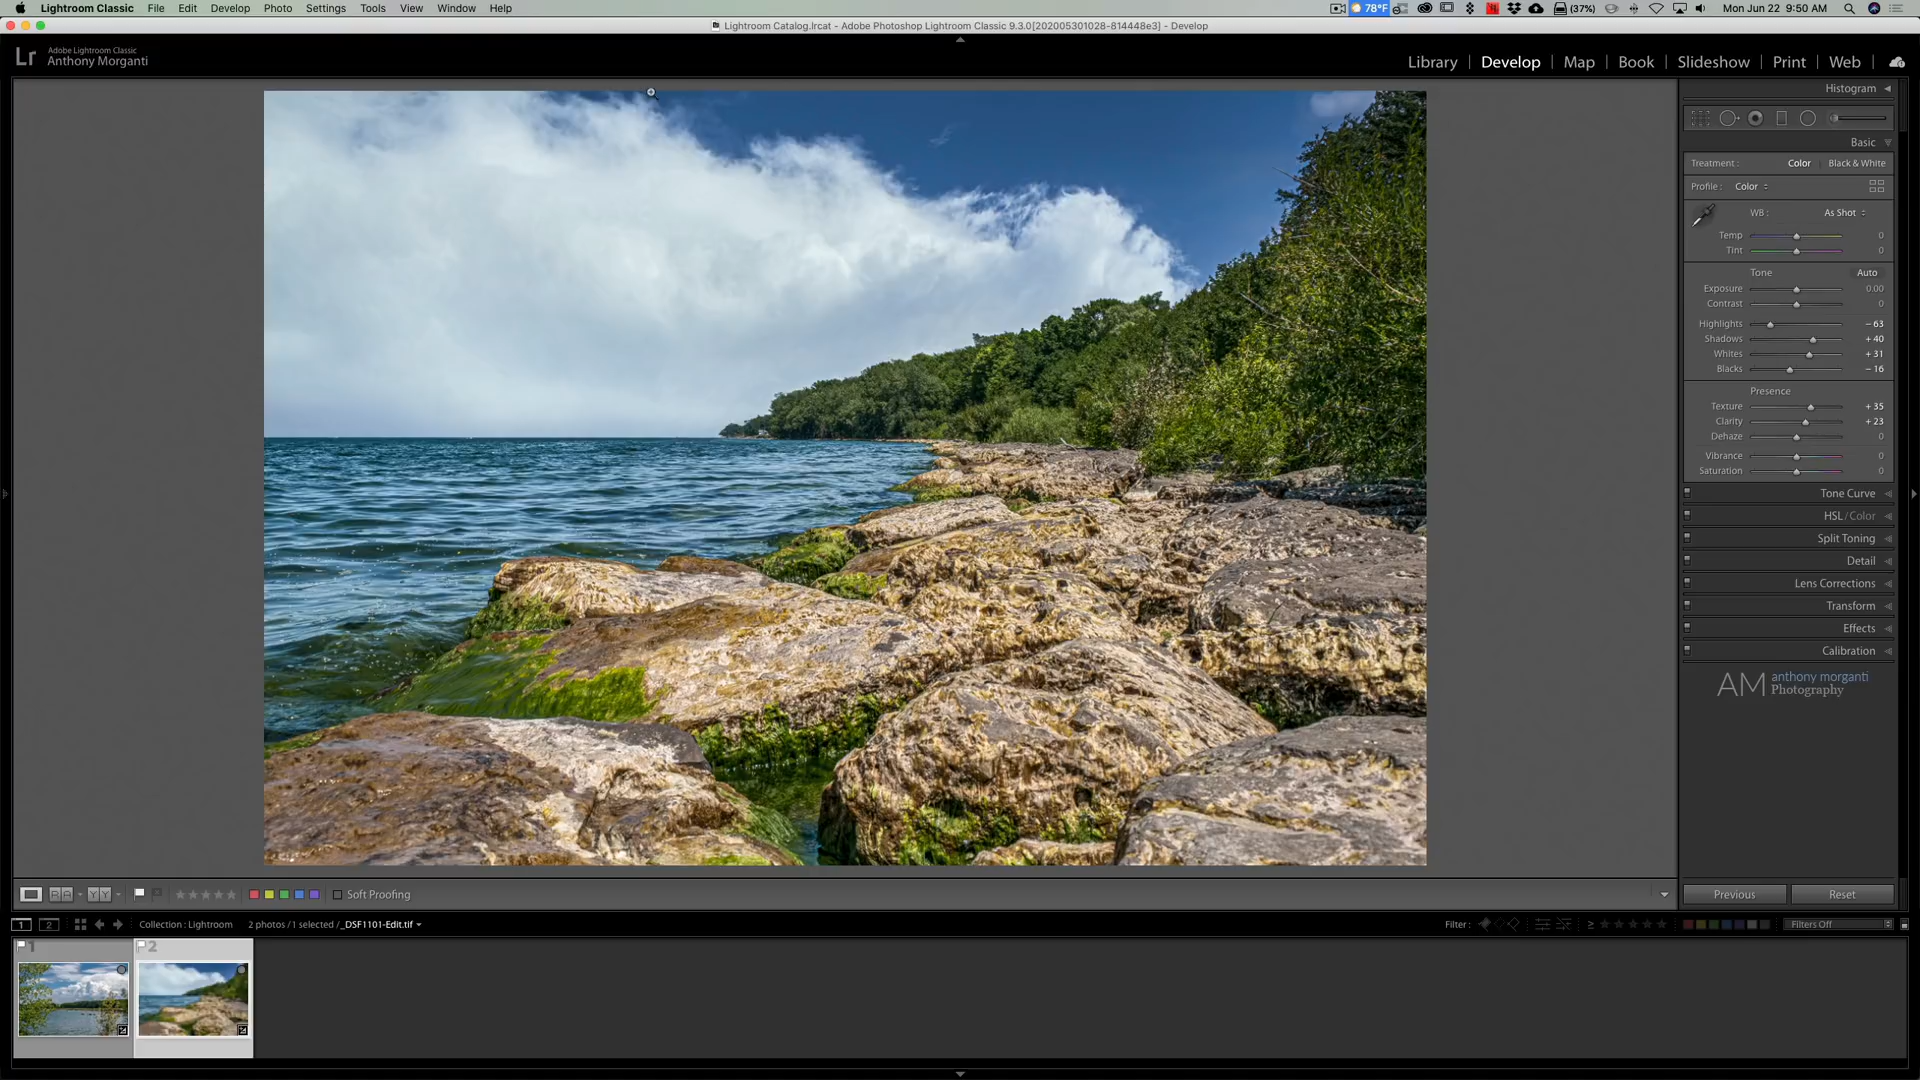 Lightroom Classic File Edit Develop Photo Settings Tools View Window Help 78°F (37%) Mon Jun 22 9:50 AM
Lightroom Catalog.lrcat - Adobe Photoshop Lightroom Classic 9.3.0[202005301028-814448e3] - Develop
Lr Adobe Lightroom Classic
Anthony Morganti
Library Develop Map Book Slideshow Print Web
Histogram
Basic
Treatment : Color Black & White
Profile : Color
WB : As Shot
Temp 0
Tint 0
Tone Auto
Exposure 0.00
Contrast 0
Highlights − 63
Shadows + 40
Whites + 31
Blacks − 16
Presence
Texture + 35
Clarity + 23
Dehaze 0
Vibrance 0
Saturation 0
Tone Curve
HSL / Color
Split Toning
Detail
Lens Corrections
Transform
Effects
Calibration
AM anthony morganti
Photography
Soft Proofing
Previous Reset
1 2 Collection : Lightroom 2 photos / 1 selected / _DSF1101-Edit.tif Filter : ≥ Filters Off
1 2